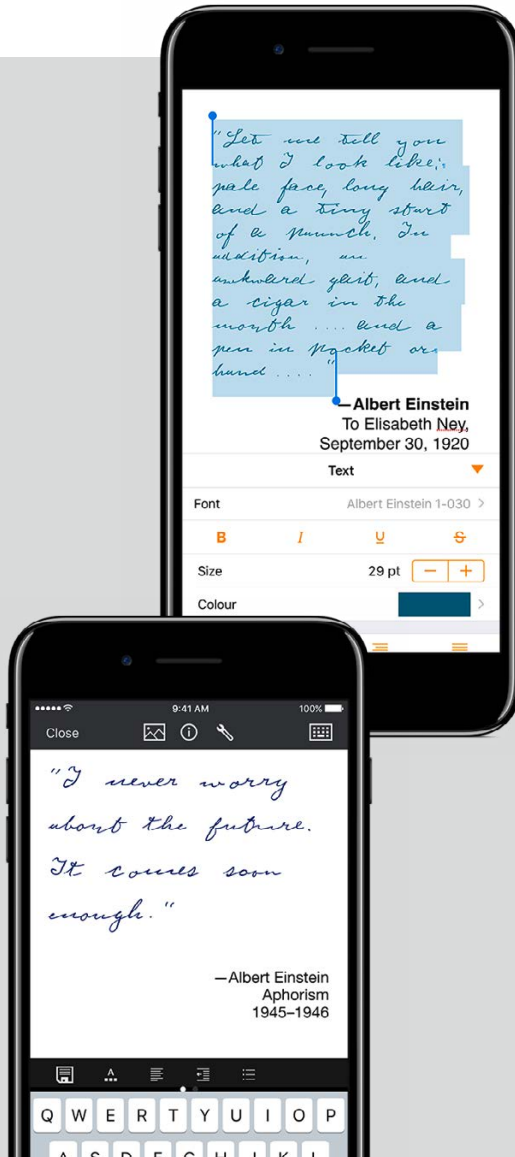 "Let me tell you
what I look like:
pale face, long hair,
and a tiny start
of a paunch. In
addition, an
awkward gait, and
a cigar in the
mouth .... and a
pen in pocket or
hand ...."
—Albert Einstein
To Elisabeth Ney,
September 30, 1920
Text
Font Albert Einstein 1-030
B I U S
Size 29 pt − +
Colour
9:41 AM 100%
Close
"I never worry
about the future.
It comes soon
enough."
—Albert Einstein
Aphorism
1945–1946
Q W E R T Y U I O P
A S D F G H J K L